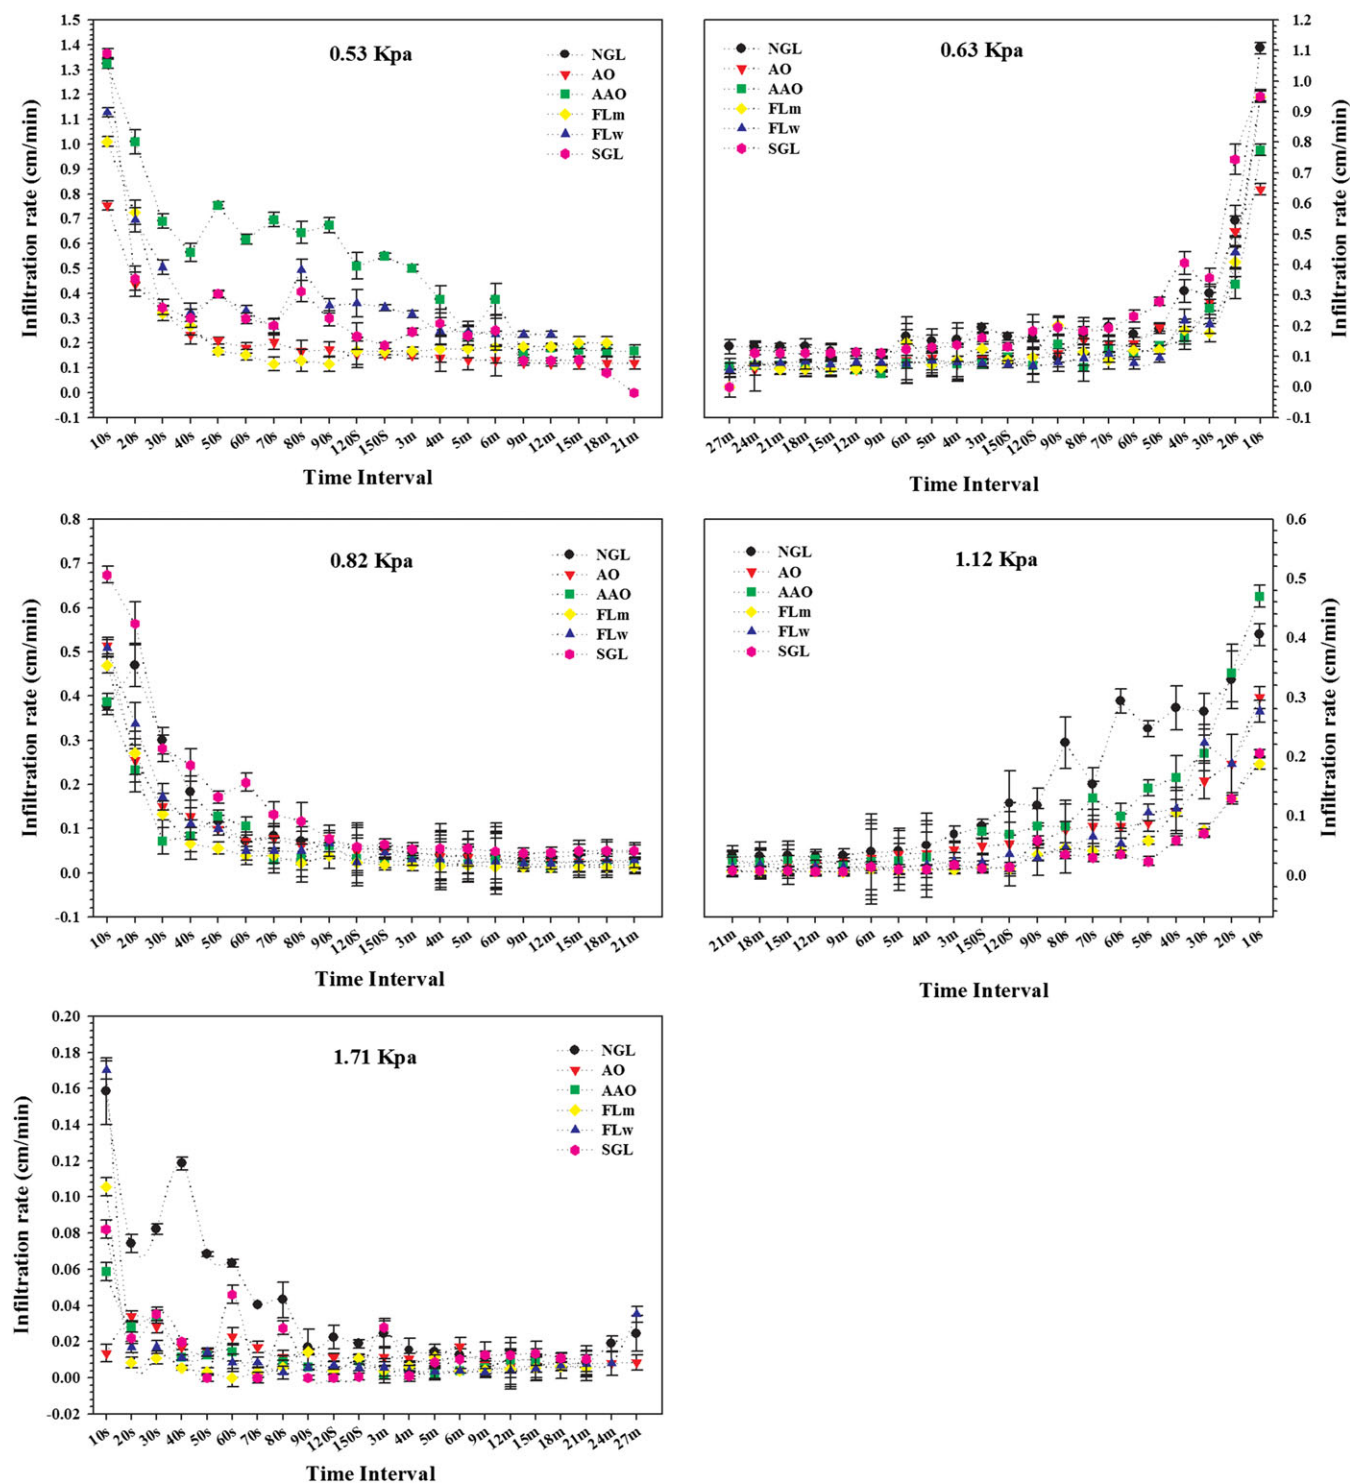 0.53 Kpa
NGL
AO
AAO
FLm
FLw
SGL
Infiltration rate (cm/min)
1.5
1.4
1.3
1.2
1.1
1.0
0.9
0.8
0.7
0.6
0.5
0.4
0.3
0.2
0.1
0.0
-0.1
10s 20s 30s 40s 50s 60s 70s 80s 90s 120S 150S 3m 4m 5m 6m 9m 12m 15m 18m 21m
Time Interval
0.63 Kpa
NGL
AO
AAO
FLm
FLw
SGL
1.2
1.1
1.0
0.9
0.8
0.7
0.6
0.5
0.4
0.3
0.2
0.1
0.0
-0.1
Infiltration rate (cm/min)
27m 24m 21m 18m 15m 12m 9m 6m 5m 4m 3m 150S 120S 90s 80s 70s 60s 50s 40s 30s 20s 10s
Time Interval
0.82 Kpa
NGL
AO
AAO
FLm
FLw
SGL
Infiltration rate (cm/min)
0.8
0.7
0.6
0.5
0.4
0.3
0.2
0.1
0.0
-0.1
10s 20s 30s 40s 50s 60s 70s 80s 90s 120S 150S 3m 4m 5m 6m 9m 12m 15m 18m 21m
Time Interval
1.12 Kpa
NGL
AO
AAO
FLm
FLw
SGL
0.6
0.5
0.4
0.3
0.2
0.1
0.0
Infiltration rate (cm/min)
21m 18m 15m 12m 9m 6m 5m 4m 3m 150S 120S 90s 80s 70s 60s 50s 40s 30s 20s 10s
Time Interval
1.71 Kpa
NGL
AO
AAO
FLm
FLw
SGL
Infiltration rate (cm/min)
0.20
0.18
0.16
0.14
0.12
0.10
0.08
0.06
0.04
0.02
0.00
-0.02
10s 20s 30s 40s 50s 60s 70s 80s 90s 120S 150S 3m 4m 5m 6m 9m 12m 15m 18m 21m 24m 27m
Time Interval